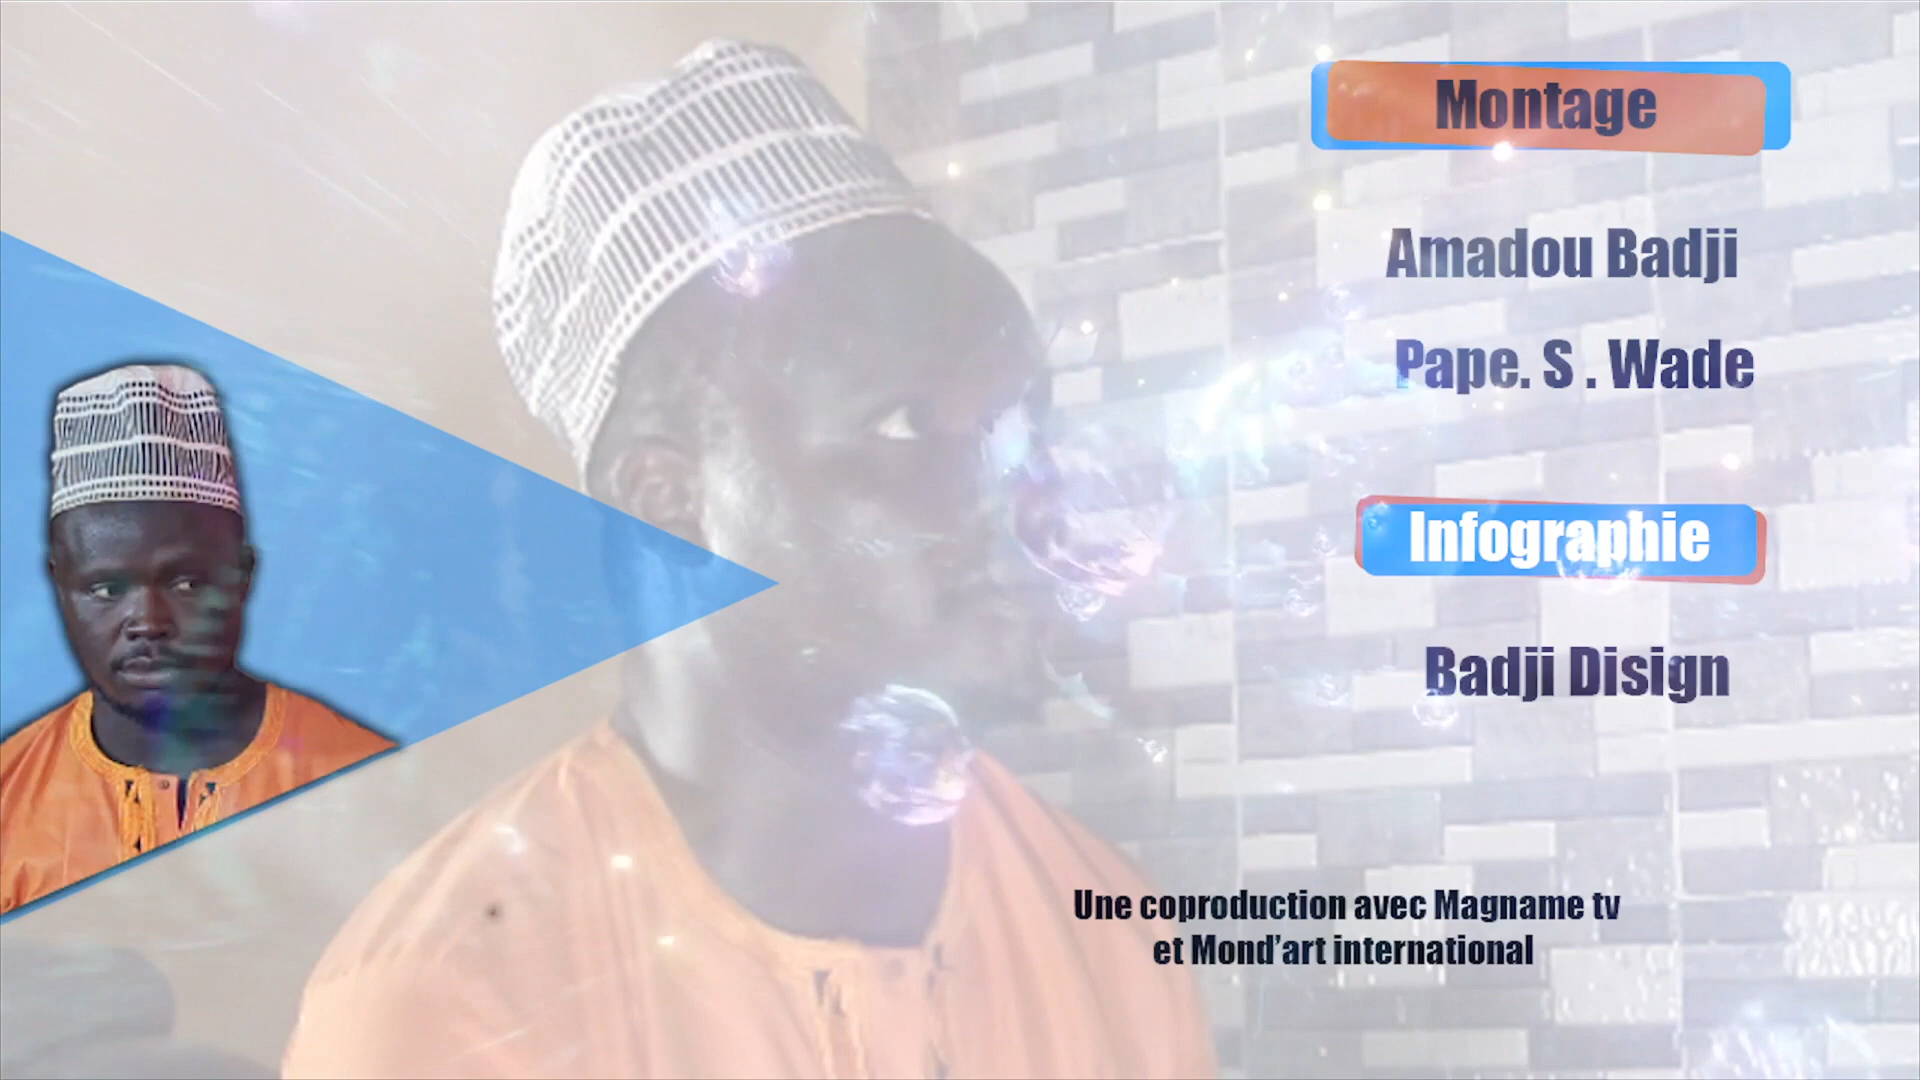 Montage
Amadou Badji
Pape. S . Wade
Infographie
Badji Disign
Une coproduction avec Magname tv
et Mond'art international